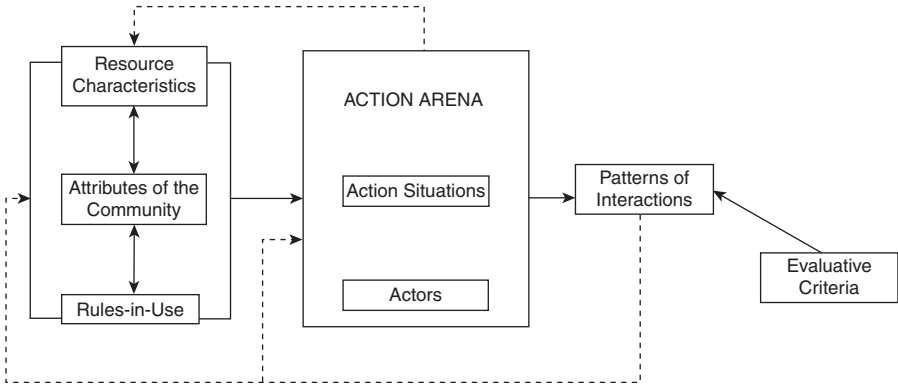 Resource
Characteristics
Attributes of the
Community
Rules-in-Use
ACTION ARENA
Action Situations
Actors
Patterns of
Interactions
Evaluative
Criteria